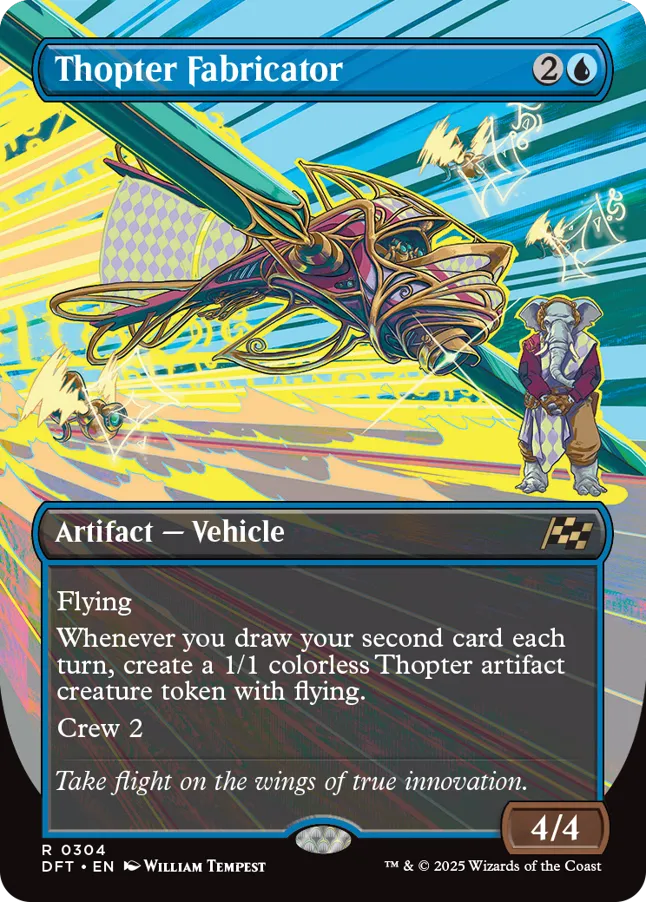 Thopter Fabricator 2
Artifact — Vehicle
Flying
Whenever you draw your second card each
turn, create a 1/1 colorless Thopter artifact
creature token with flying.
Crew 2
Take flight on the wings of true innovation.
4/4
R 0304
DFT • EN William Tempest
™ & © 2025 Wizards of the Coast